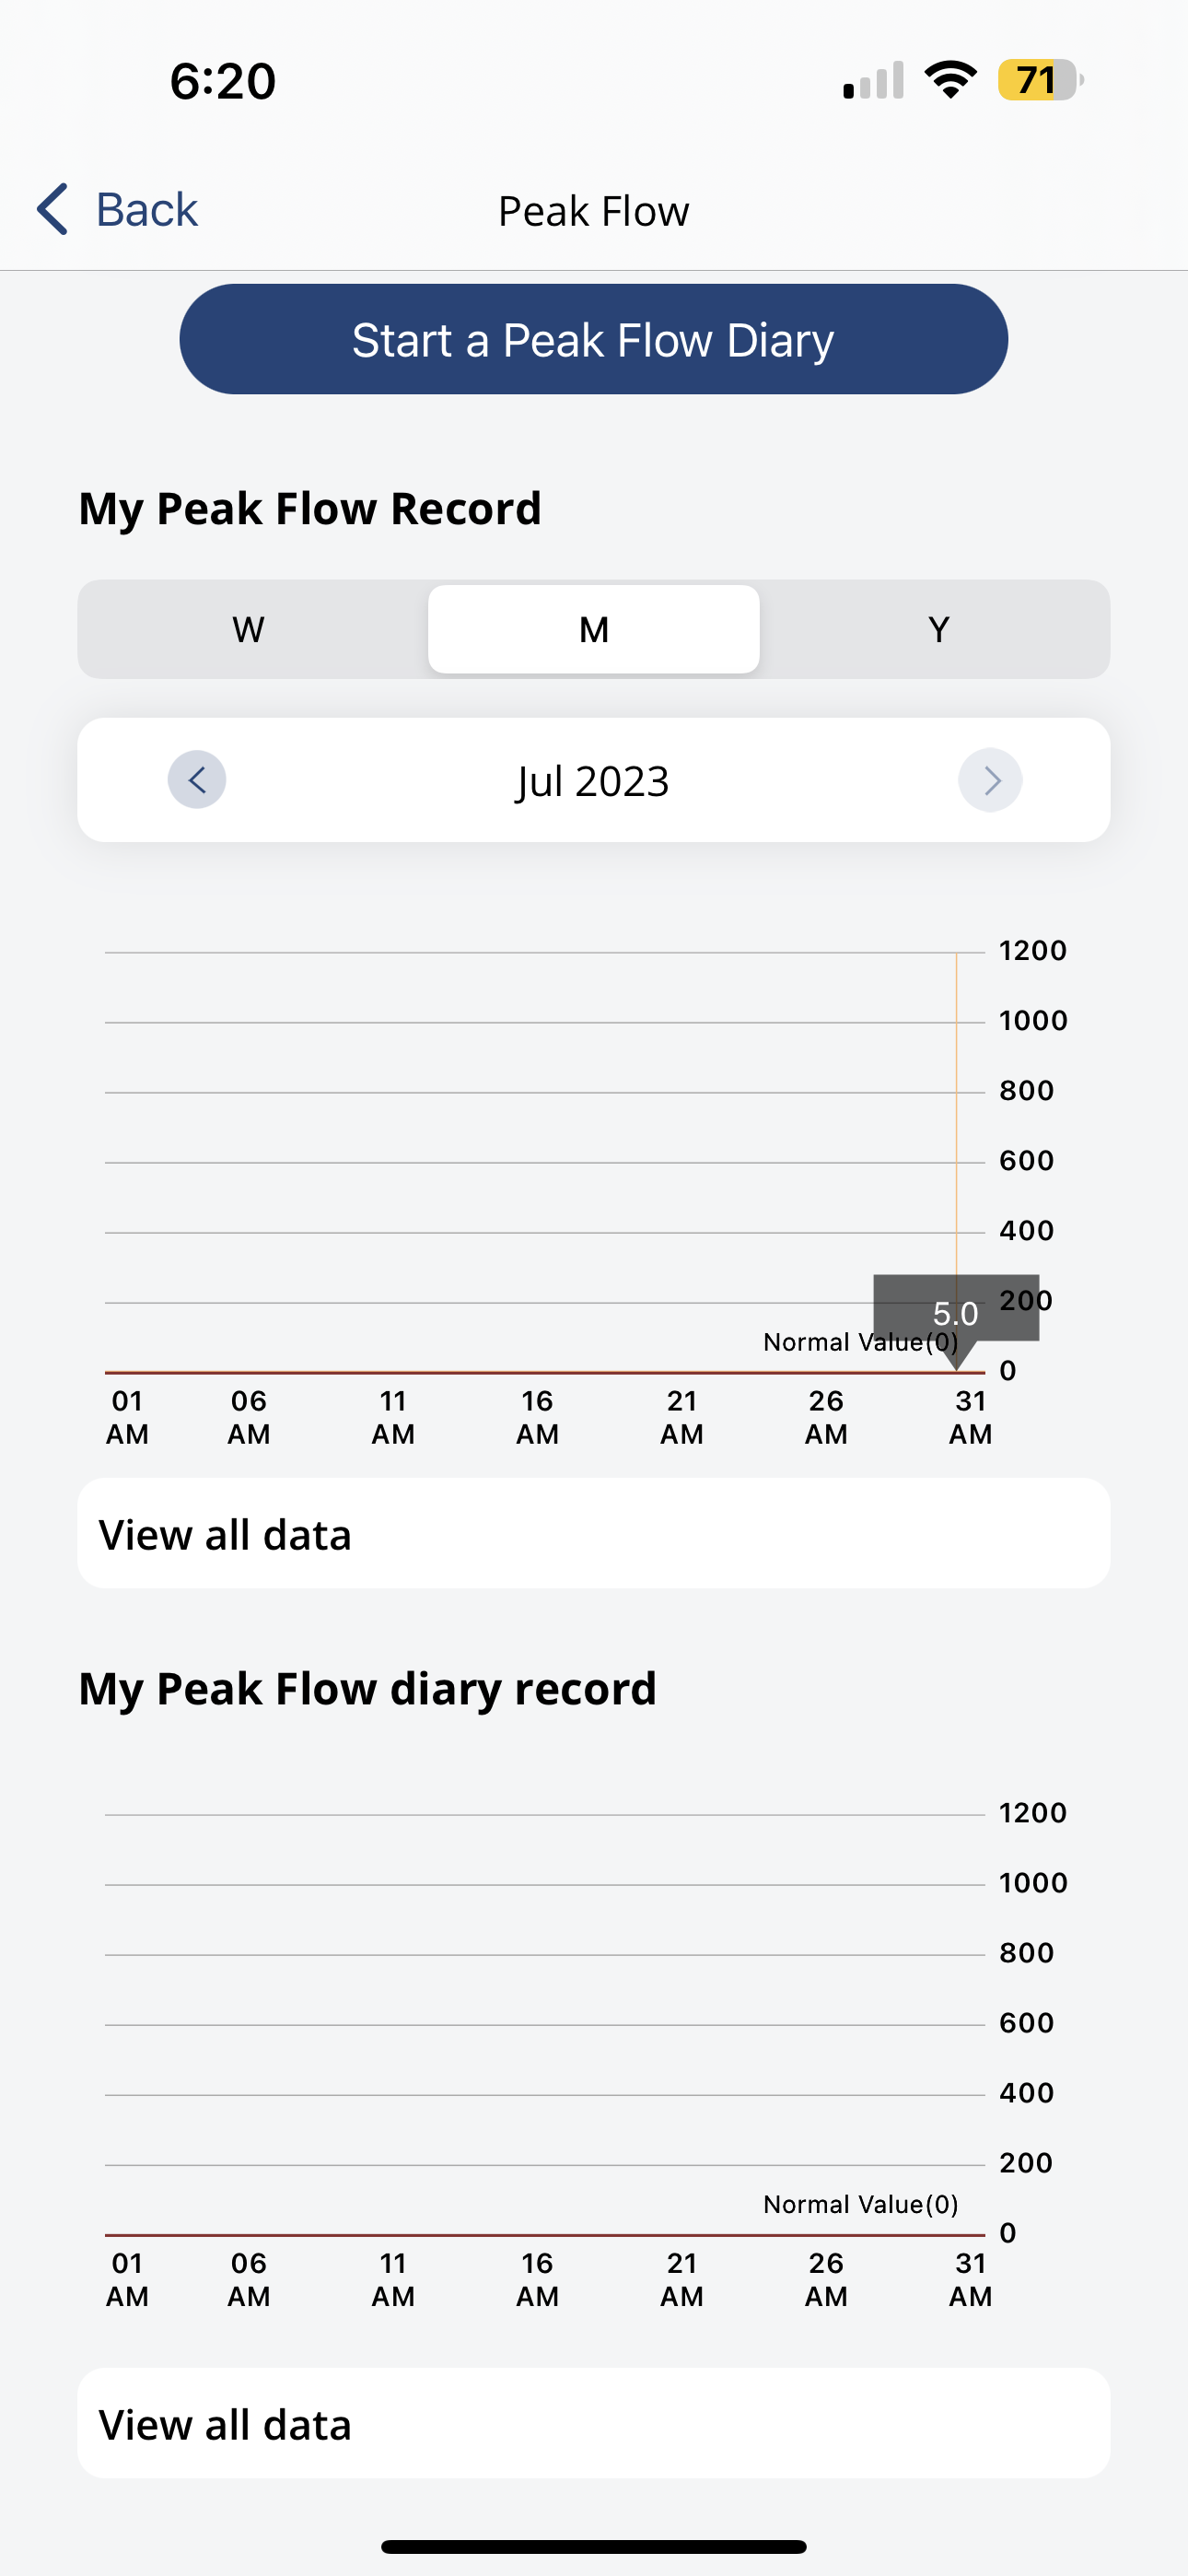 6:20
71
Back
Peak Flow
Start a Peak Flow Diary
My Peak Flow Record
W M Y
Jul 2023
1200
1000
800
600
400
200
5.0
Normal Value(0)
0
01 06 11 16 21 26 31
AM AM AM AM AM AM AM
View all data
My Peak Flow diary record
1200
1000
800
600
400
200
Normal Value(0)
0
01 06 11 16 21 26 31
AM AM AM AM AM AM AM
View all data